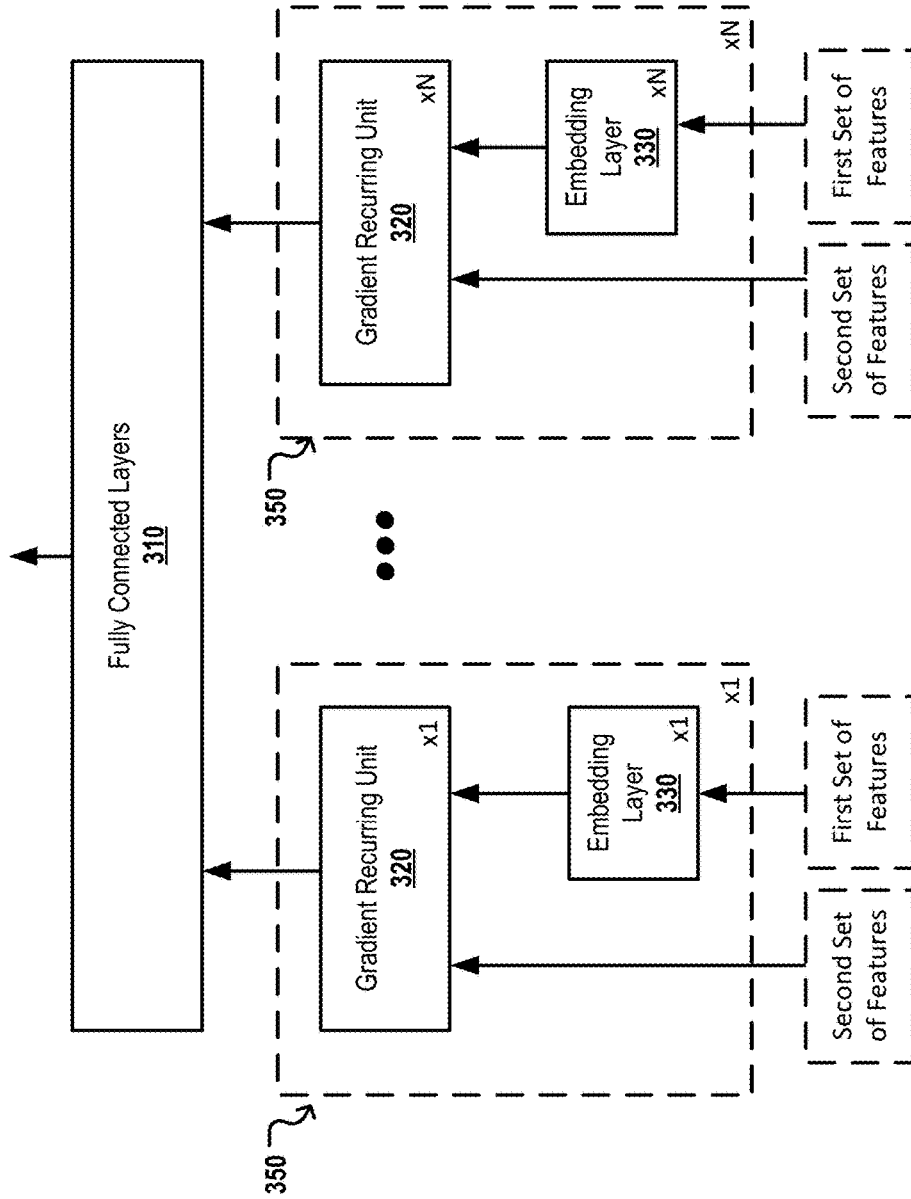 Fully Connected Layers
310
350
Gradient Recurring Unit
320
x1
Embedding
Layer
330
x1
x1
Second Set
of Features
First Set of
Features
350
Gradient Recurring Unit
320
xN
Embedding
Layer
330
xN
xN
Second Set
of Features
First Set of
Features